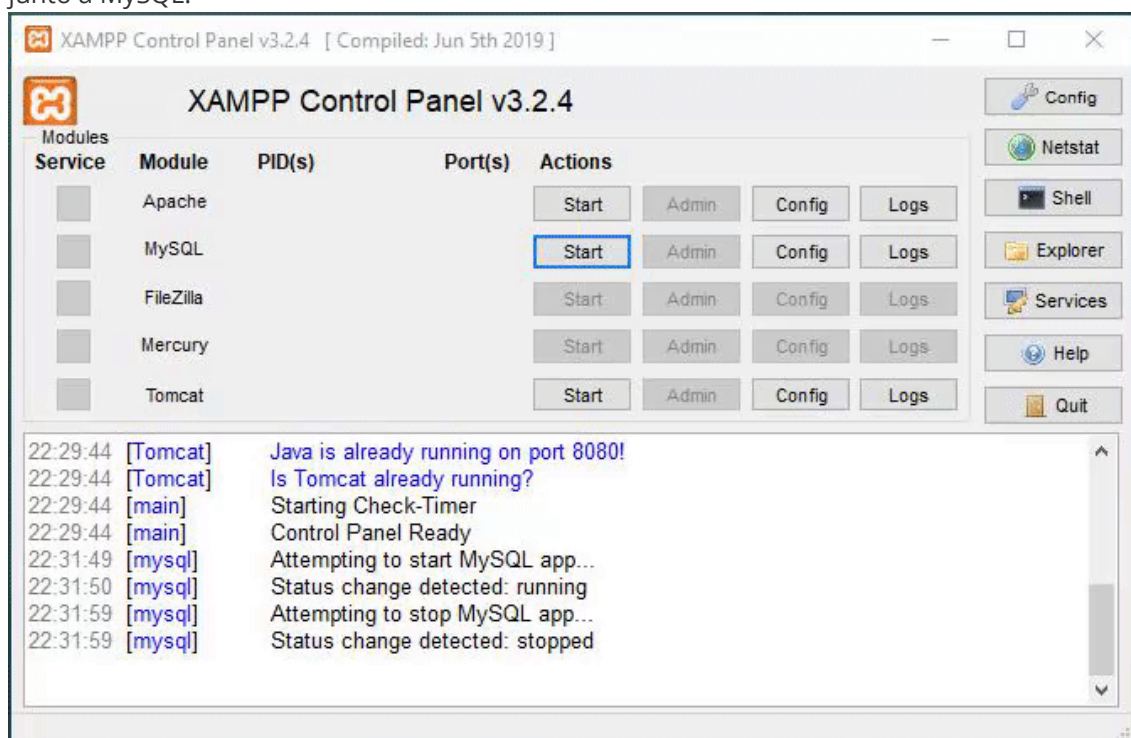 junto a MySQL.
XAMPP Control Panel v3.2.4 [ Compiled: Jun 5th 2019 ]
XAMPP Control Panel v3.2.4
Config
Modules
Netstat
Service Module PID(s) Port(s) Actions
Apache Start Admin Config Logs
Shell
MySQL Start Admin Config Logs
Explorer
FileZilla Start Admin Config Logs
Services
Mercury Start Admin Config Logs
Help
Tomcat Start Admin Config Logs
Quit
22:29:44 [Tomcat] Java is already running on port 8080!
22:29:44 [Tomcat] Is Tomcat already running?
22:29:44 [main] Starting Check-Timer
22:29:44 [main] Control Panel Ready
22:31:49 [mysql] Attempting to start MySQL app...
22:31:50 [mysql] Status change detected: running
22:31:59 [mysql] Attempting to stop MySQL app...
22:31:59 [mysql] Status change detected: stopped